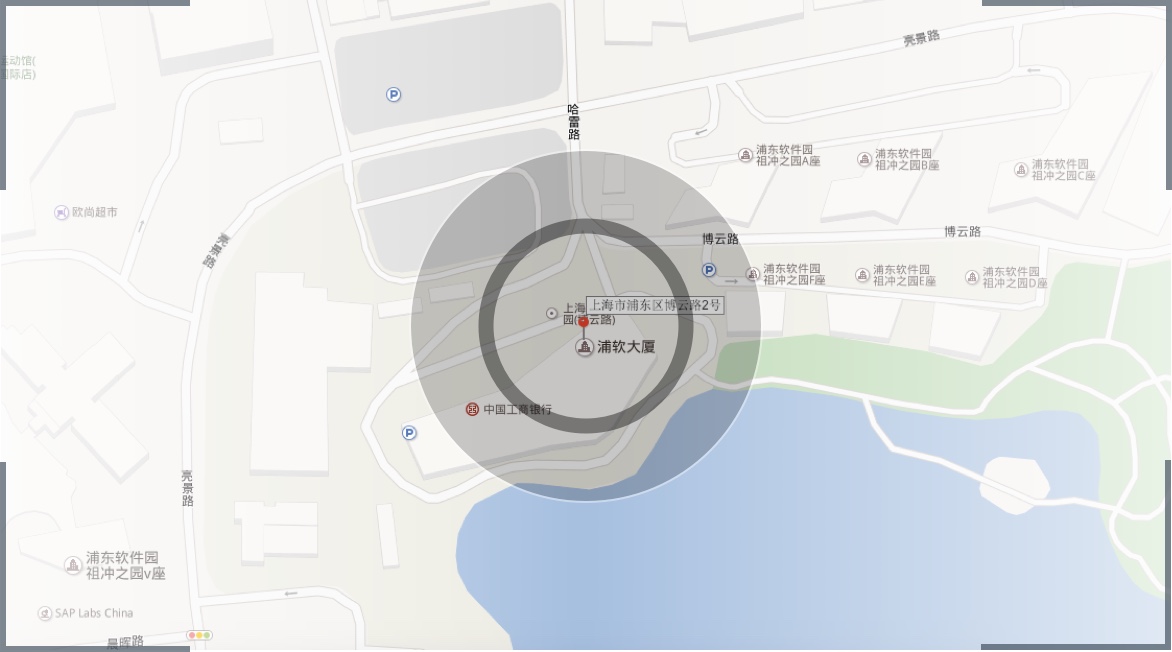 亮景路
动馆(
国际店)
P
哈雷路
浦东软件园
祖冲之园A座
浦东软件园
祖冲之园B座
浦东软件园
祖冲之园C座
欧尚超市
亮景路
博云路
博云路
P
浦东软件园
祖冲之园F座
浦东软件园
祖冲之园E座
浦东软件园
祖冲之园D座
上海
园(博云路)
上海市浦东区博云路2号
浦软大厦
中国工商银行
P
亮景路
浦东软件园
祖冲之园v座
SAP Labs China
晨晖路